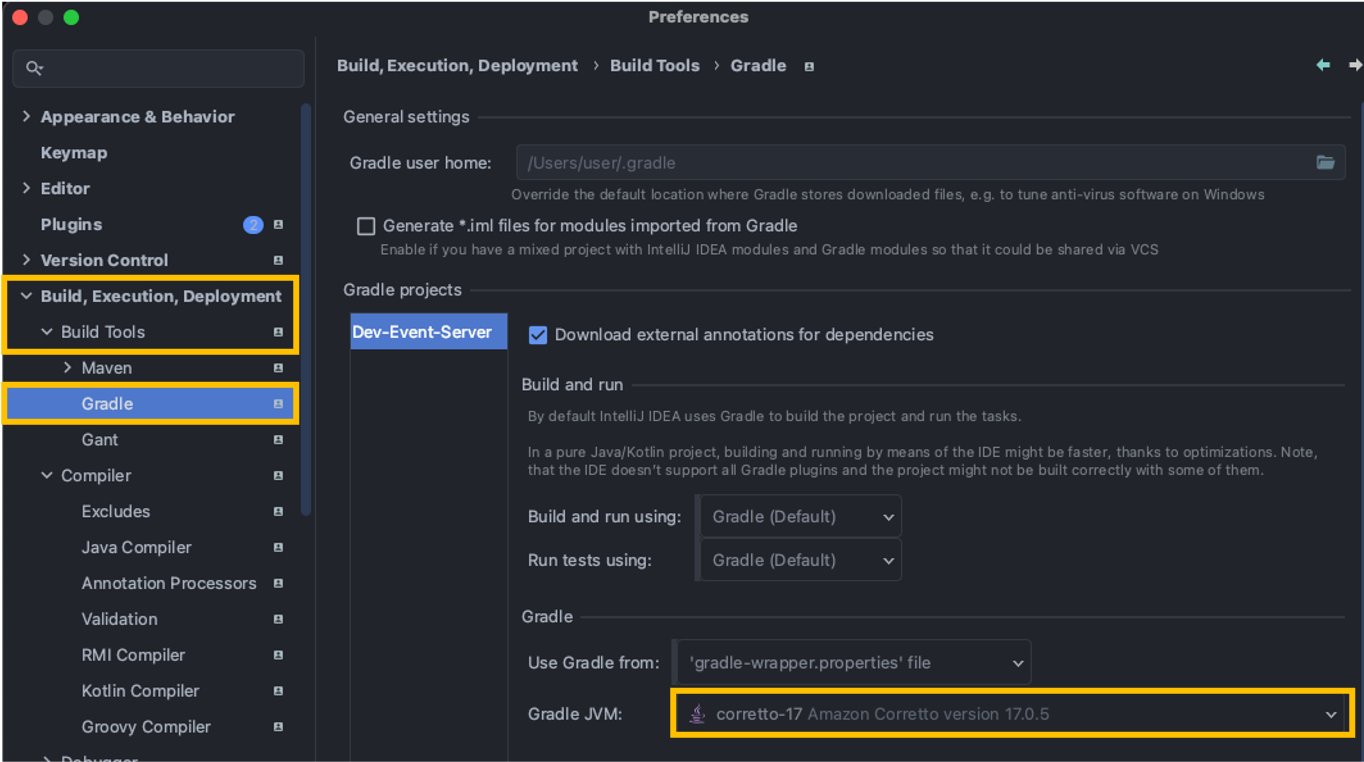 Preferences
Appearance & Behavior
Keymap
Editor
Plugins 2
Version Control
Build, Execution, Deployment
Build Tools
Maven
Gradle
Gant
Compiler
Excludes
Java Compiler
Annotation Processors
Validation
RMI Compiler
Kotlin Compiler
Groovy Compiler
Debugger
Build, Execution, Deployment › Build Tools › Gradle
General settings
Gradle user home: /Users/user/.gradle
Override the default location where Gradle stores downloaded files, e.g. to tune anti-virus software on Windows
Generate *.iml files for modules imported from Gradle
Enable if you have a mixed project with IntelliJ IDEA modules and Gradle modules so that it could be shared via VCS
Gradle projects
Dev-Event-Server
Download external annotations for dependencies
Build and run
By default IntelliJ IDEA uses Gradle to build the project and run the tasks.
In a pure Java/Kotlin project, building and running by means of the IDE might be faster, thanks to optimizations. Note,
that the IDE doesn't support all Gradle plugins and the project might not be built correctly with some of them.
Build and run using: Gradle (Default)
Run tests using: Gradle (Default)
Gradle
Use Gradle from: 'gradle-wrapper.properties' file
Gradle JVM: corretto-17 Amazon Corretto version 17.0.5